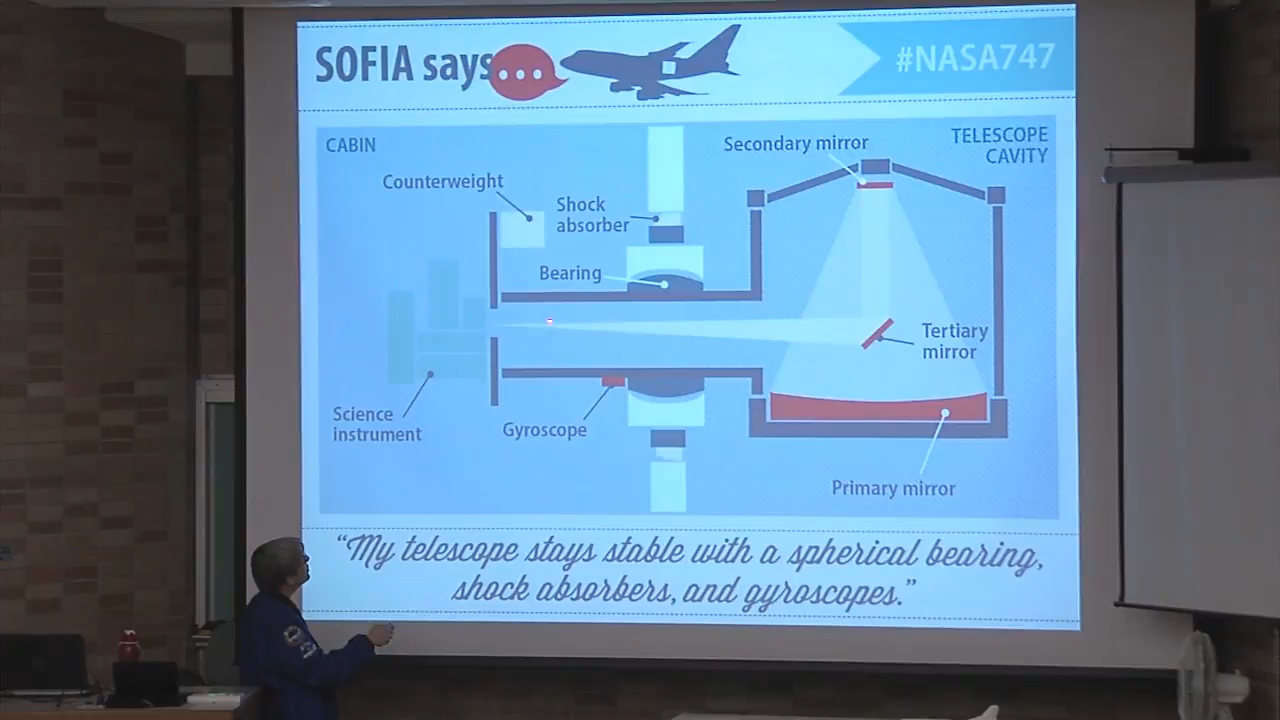 SOFIA says
#NASA747
CABIN
TELESCOPE
CAVITY
Secondary mirror
Counterweight
Shock
absorber
Bearing
Tertiary
mirror
Science
instrument
Gyroscope
Primary mirror
“My telescope stays stable with a spherical bearing,
shock absorbers, and gyroscopes.”